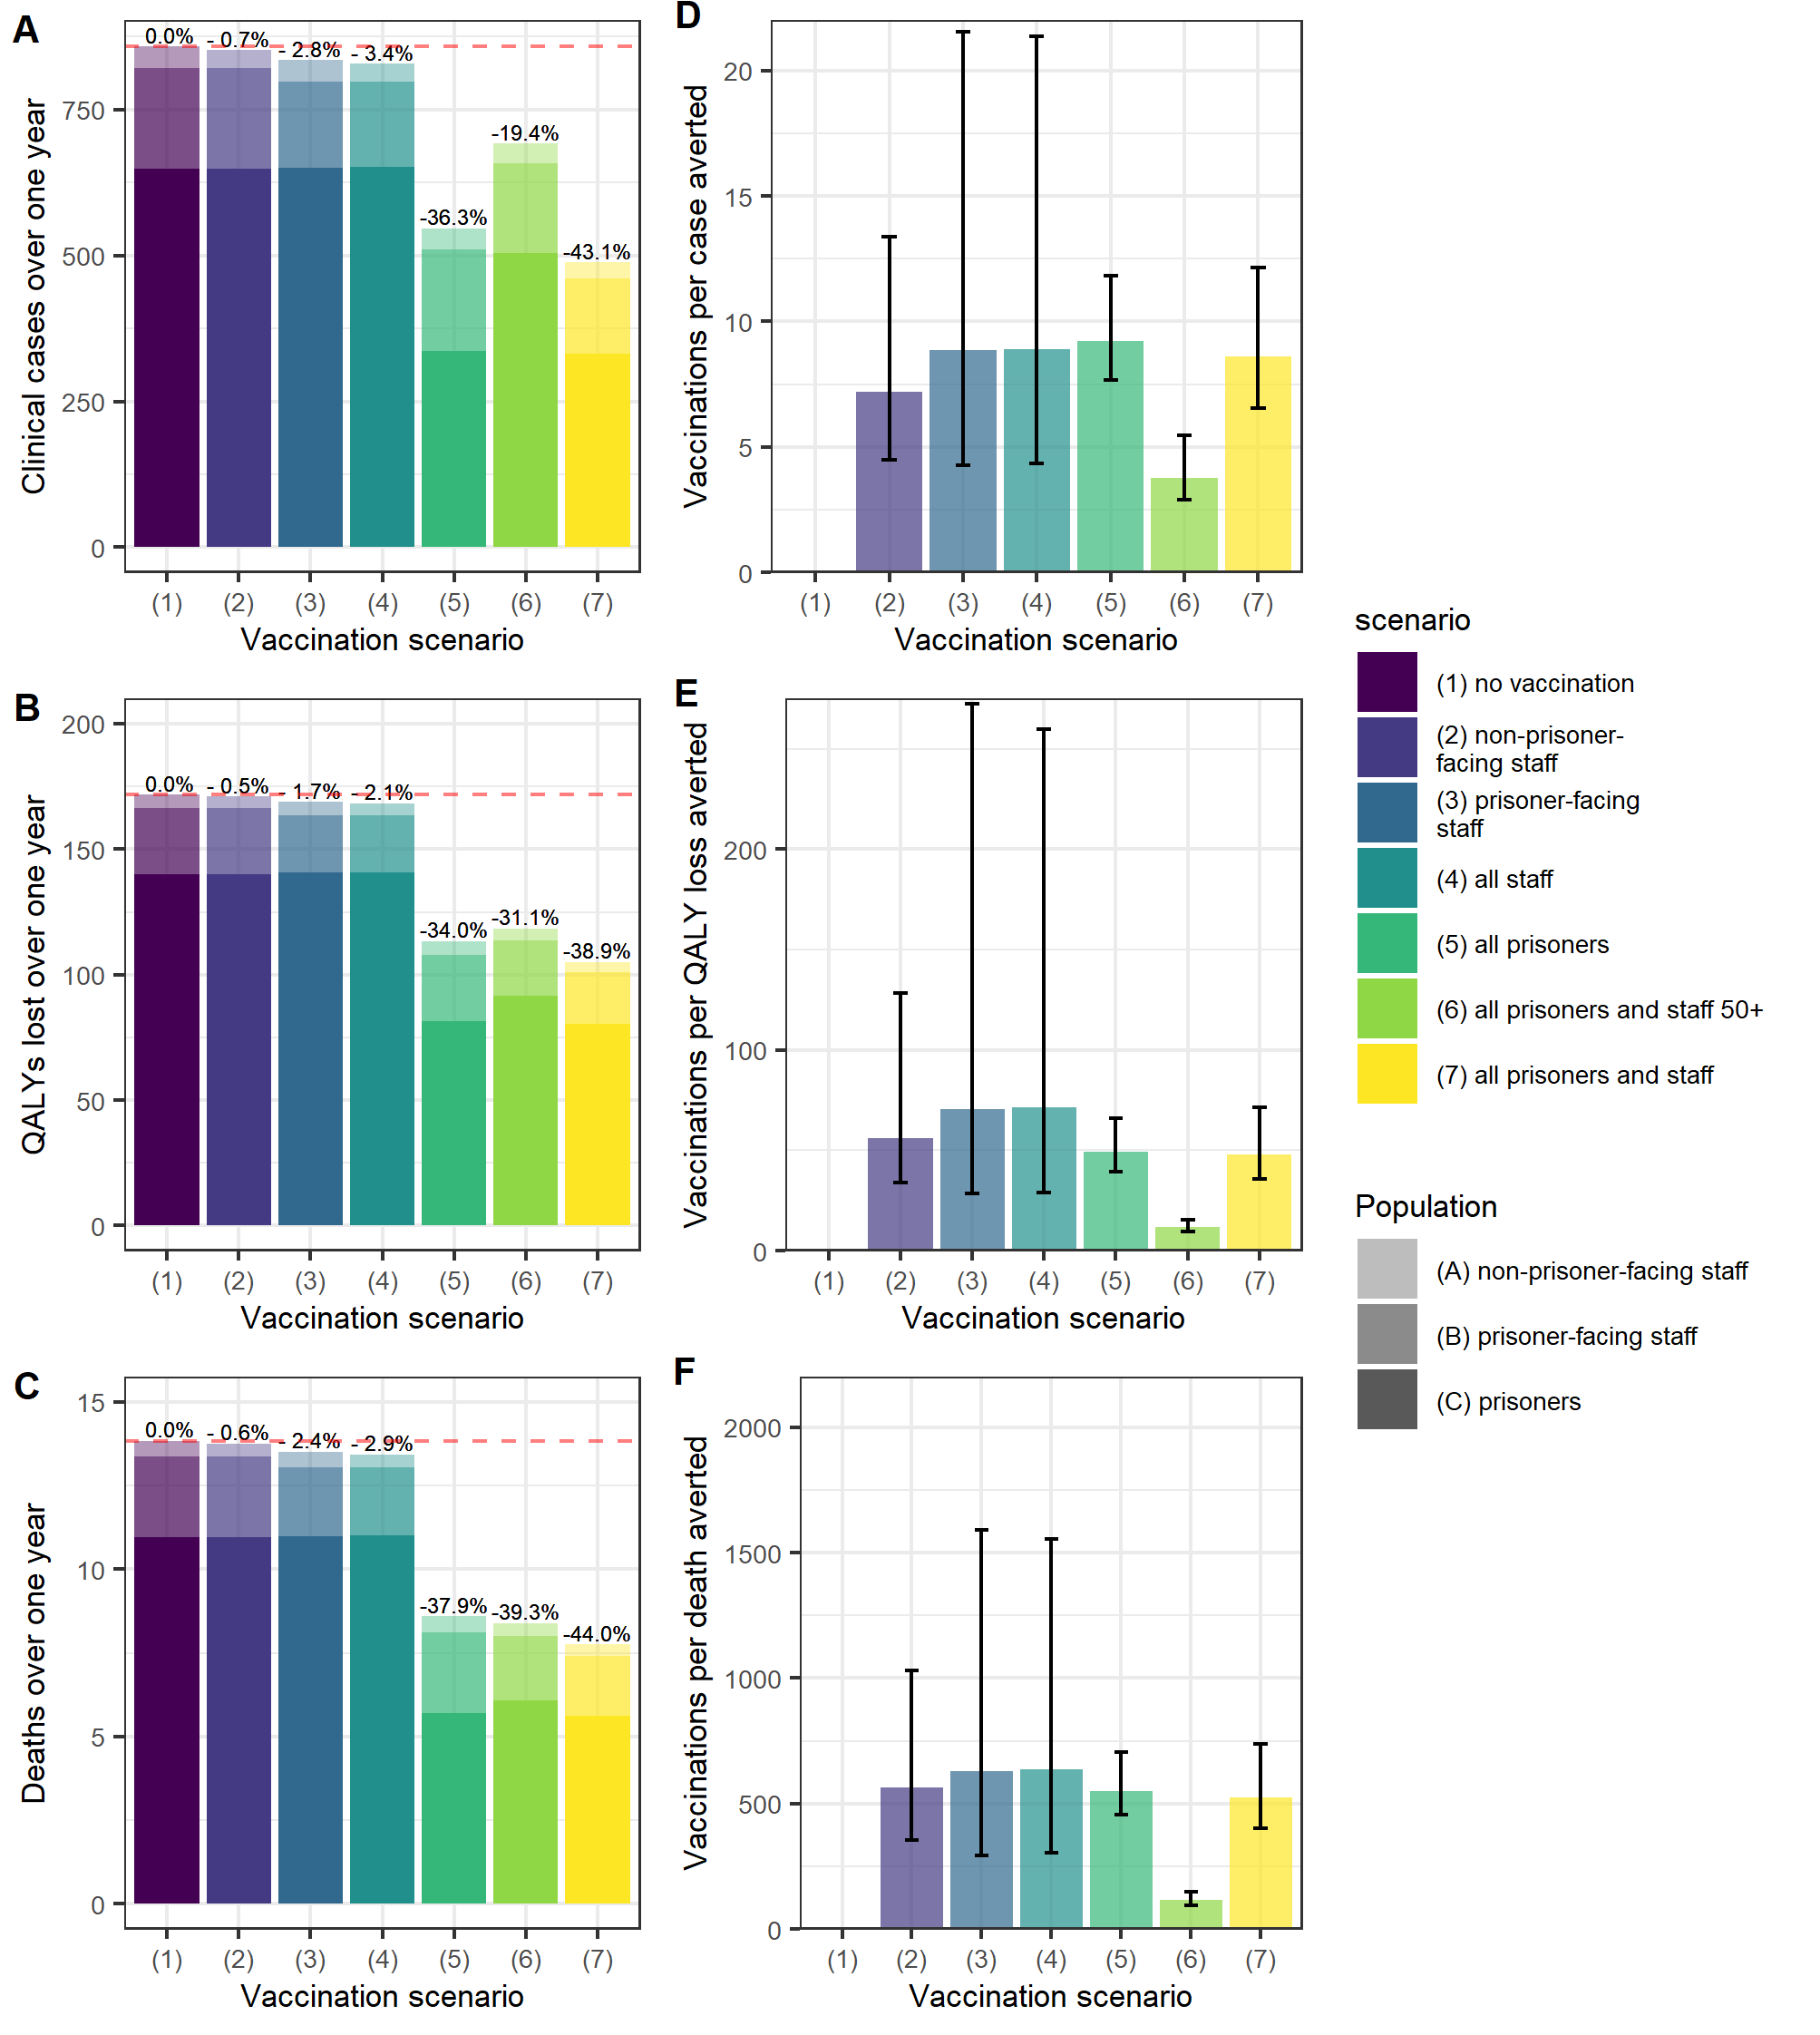 A
Clinical cases over one year
750
500
250
0
0.0%
- 0.7%
- 2.8%
- 3.4%
-36.3%
-19.4%
-43.1%
(1)
(2)
(3)
(4)
(5)
(6)
(7)
Vaccination scenario
D
Vaccinations per case averted
20
15
10
5
0
(1)
(2)
(3)
(4)
(5)
(6)
(7)
Vaccination scenario
B
QALYs lost over one year
200
150
100
50
0
0.0%
- 0.5%
- 1.7%
- 2.1%
-34.0%
-31.1%
-38.9%
(1)
(2)
(3)
(4)
(5)
(6)
(7)
Vaccination scenario
E
Vaccinations per QALY loss averted
200
100
0
(1)
(2)
(3)
(4)
(5)
(6)
(7)
Vaccination scenario
C
Deaths over one year
15
10
5
0
0.0%
- 0.6%
- 2.4%
- 2.9%
-37.9%
-39.3%
-44.0%
(1)
(2)
(3)
(4)
(5)
(6)
(7)
Vaccination scenario
F
Vaccinations per death averted
2000
1500
1000
500
0
(1)
(2)
(3)
(4)
(5)
(6)
(7)
Vaccination scenario
scenario
(1) no vaccination
(2) non-prisoner-
facing staff
(3) prisoner-facing
staff
(4) all staff
(5) all prisoners
(6) all prisoners and staff 50+
(7) all prisoners and staff
Population
(A) non-prisoner-facing staff
(B) prisoner-facing staff
(C) prisoners